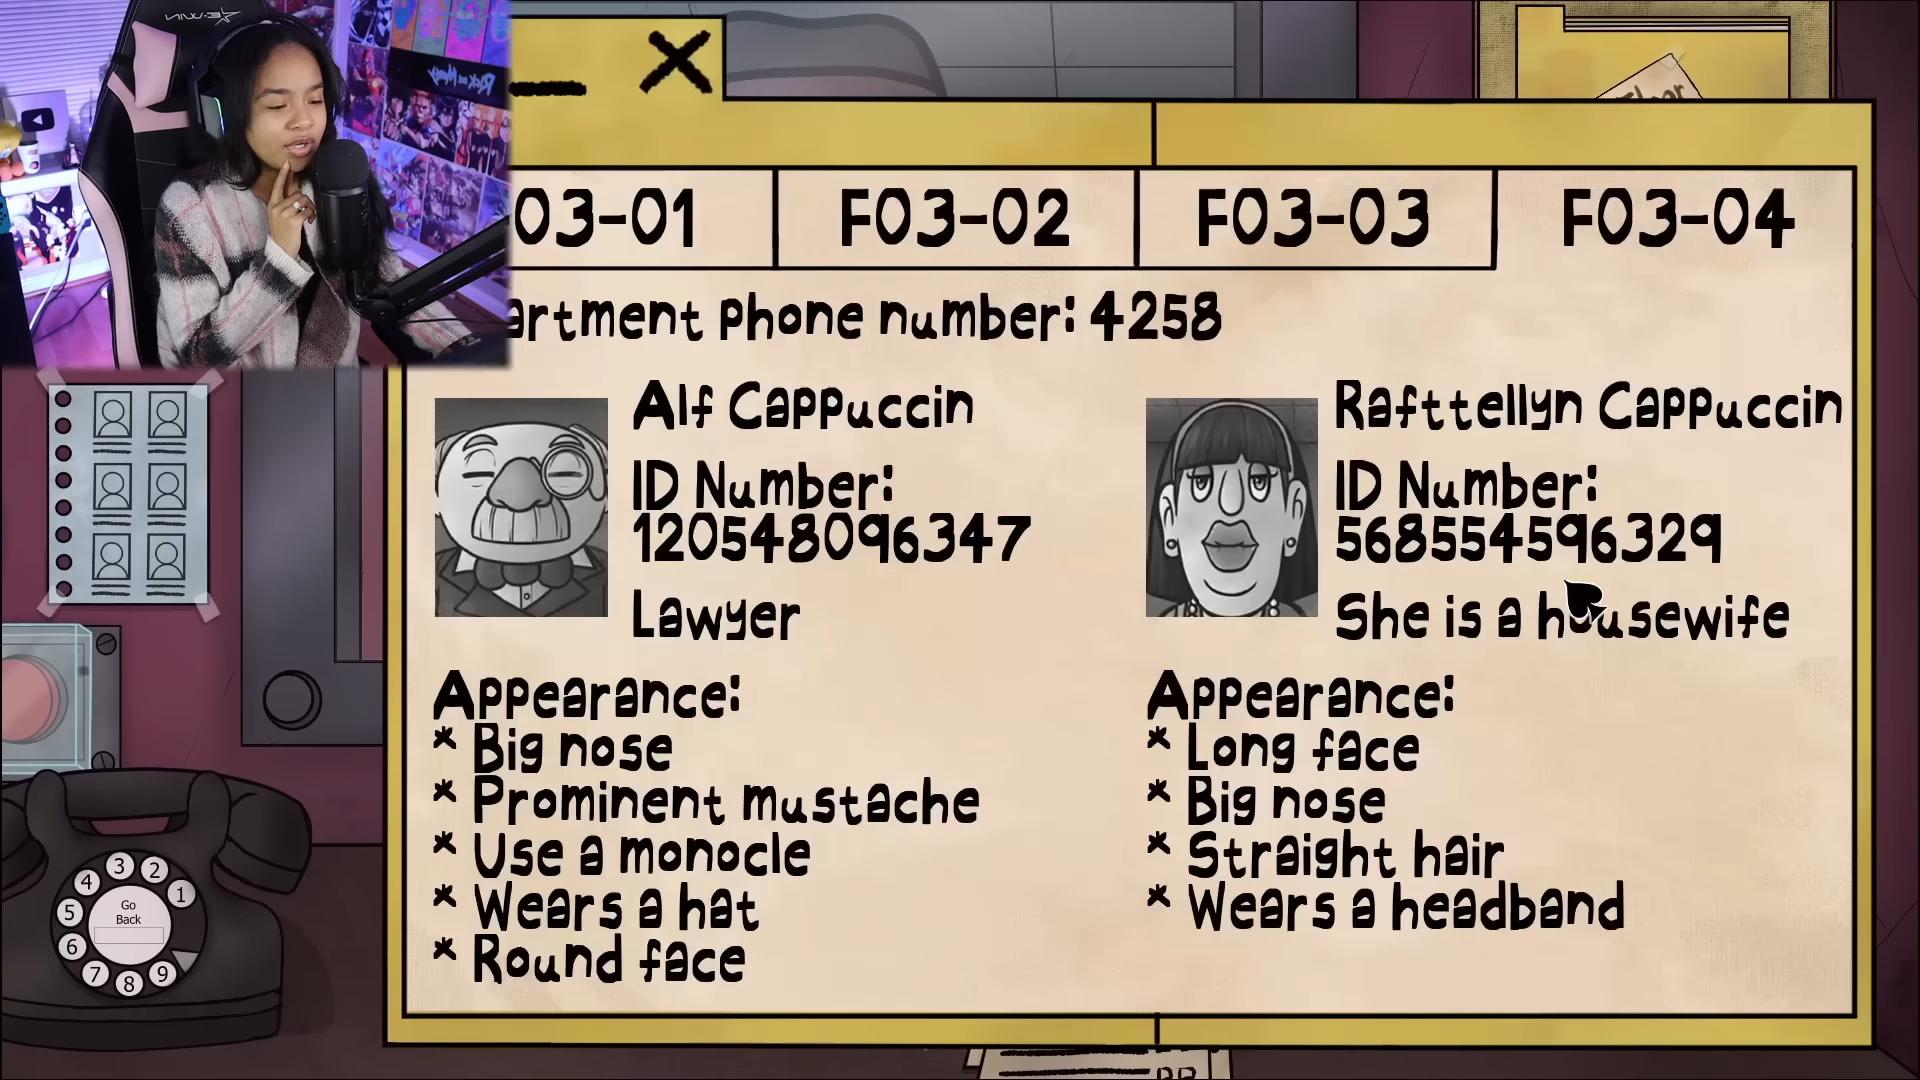 03-01
F03-02
F03-03
F03-04
artment phone number: 4258
Alf Cappuccin
ID Number:
120548096347
Lawyer
Appearance:
* Big nose
* Prominent mustache
* Use a monocle
* Wears a hat
* Round face
Rafttellyn Cappuccin
ID Number:
568554596329
She is a housewife
Appearance:
* Long face
* Big nose
* Straight hair
* Wears a headband
1
2
3
4
5
6
7
8
9
Go
Back